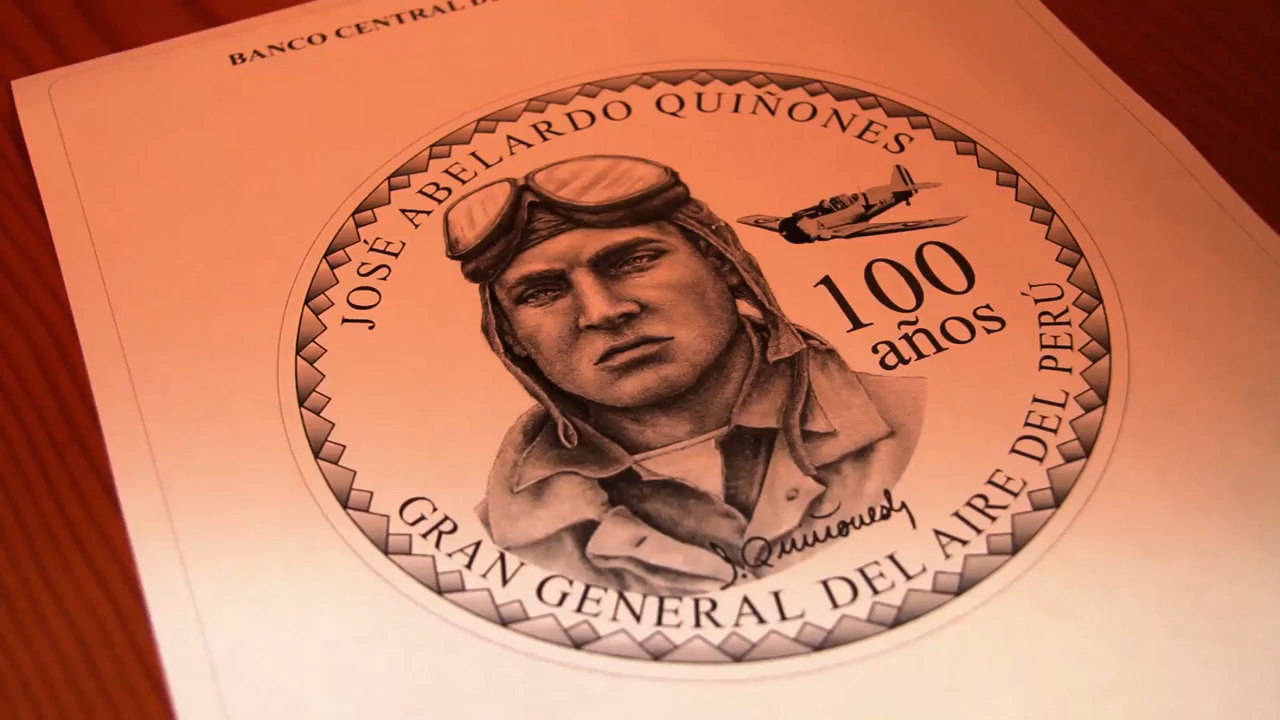 BANCO CENTRAL
JOSÉ ABELARDO QUIÑONES
100
años
J. Quiñones
GRAN GENERAL DEL AIRE DEL PERÚ